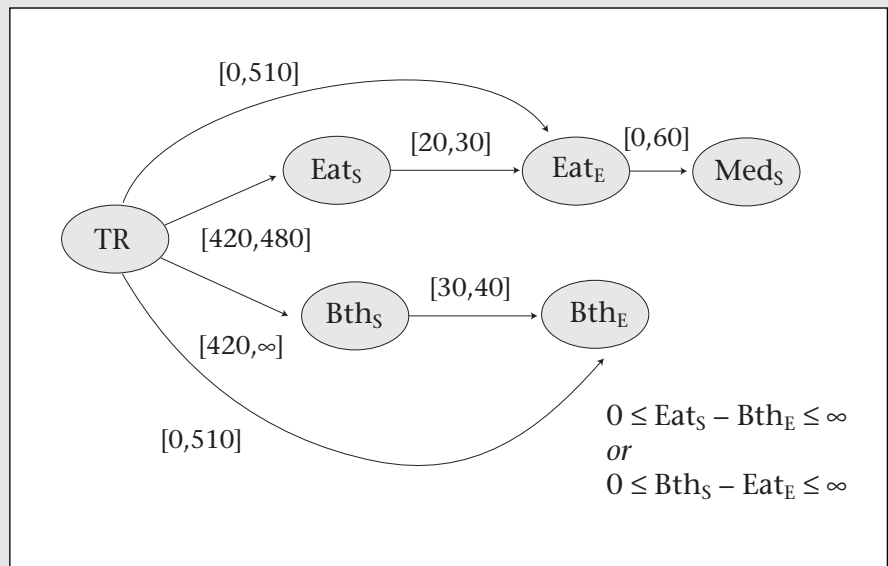 [0,510]
[20,30]
[0,60]
Eat_S
Eat_E
Med_S
TR
[420,480]
[30,40]
Bth_S
Bth_E
[420,∞]
[0,510]
0 ≤ Eat_S – Bth_E ≤ ∞
or
0 ≤ Bth_S – Eat_E ≤ ∞